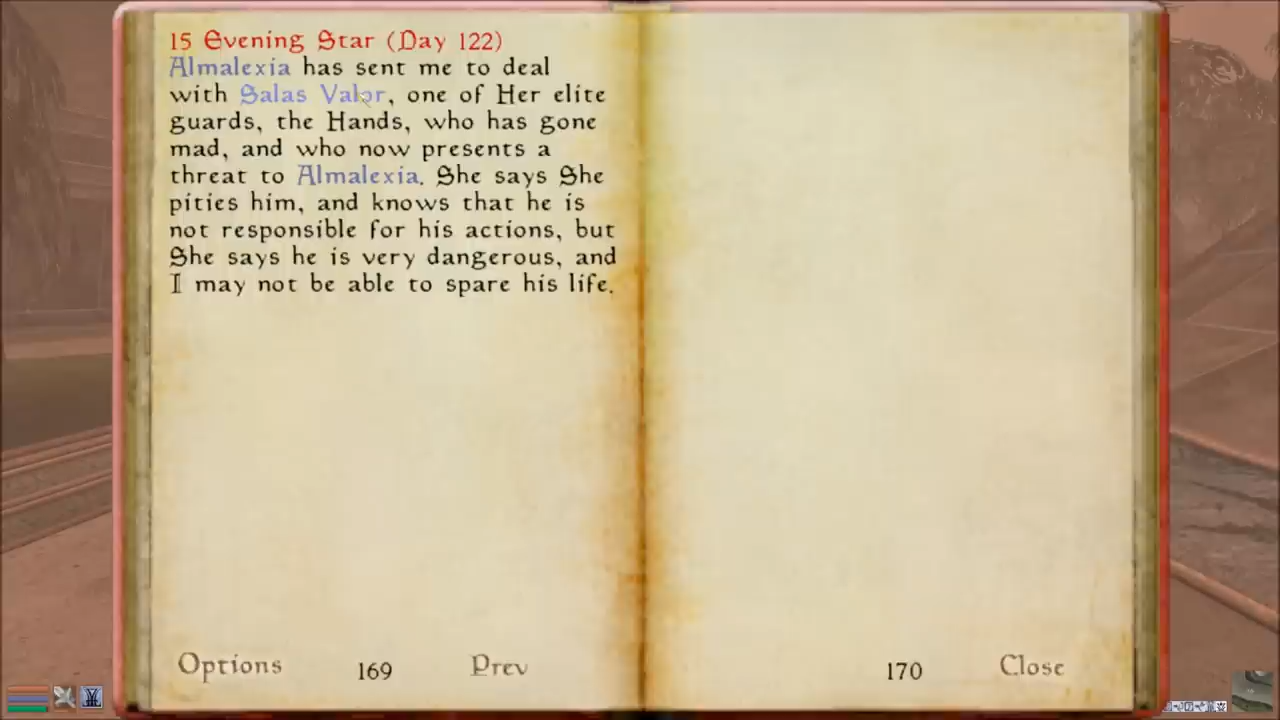 15 Evening Star (Day 122)
Almalexia has sent me to deal
with Salas Valor, one of Her elite
guards, the Hands, who has gone
mad, and who now presents a
threat to Almalexia. She says She
pities him, and knows that he is
not responsible for his actions, but
She says he is very dangerous, and
I may not be able to spare his life.
Options 169 Prev 170 Close